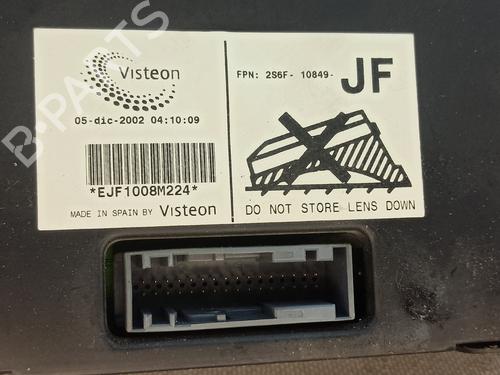 Visteon
05-dic-2002 04:10:09
*EJF1008M224*
MADE IN SPAIN BY Visteon
FPN: 2S6F- 10849- JF
DO NOT STORE LENS DOWN
B-PARTS